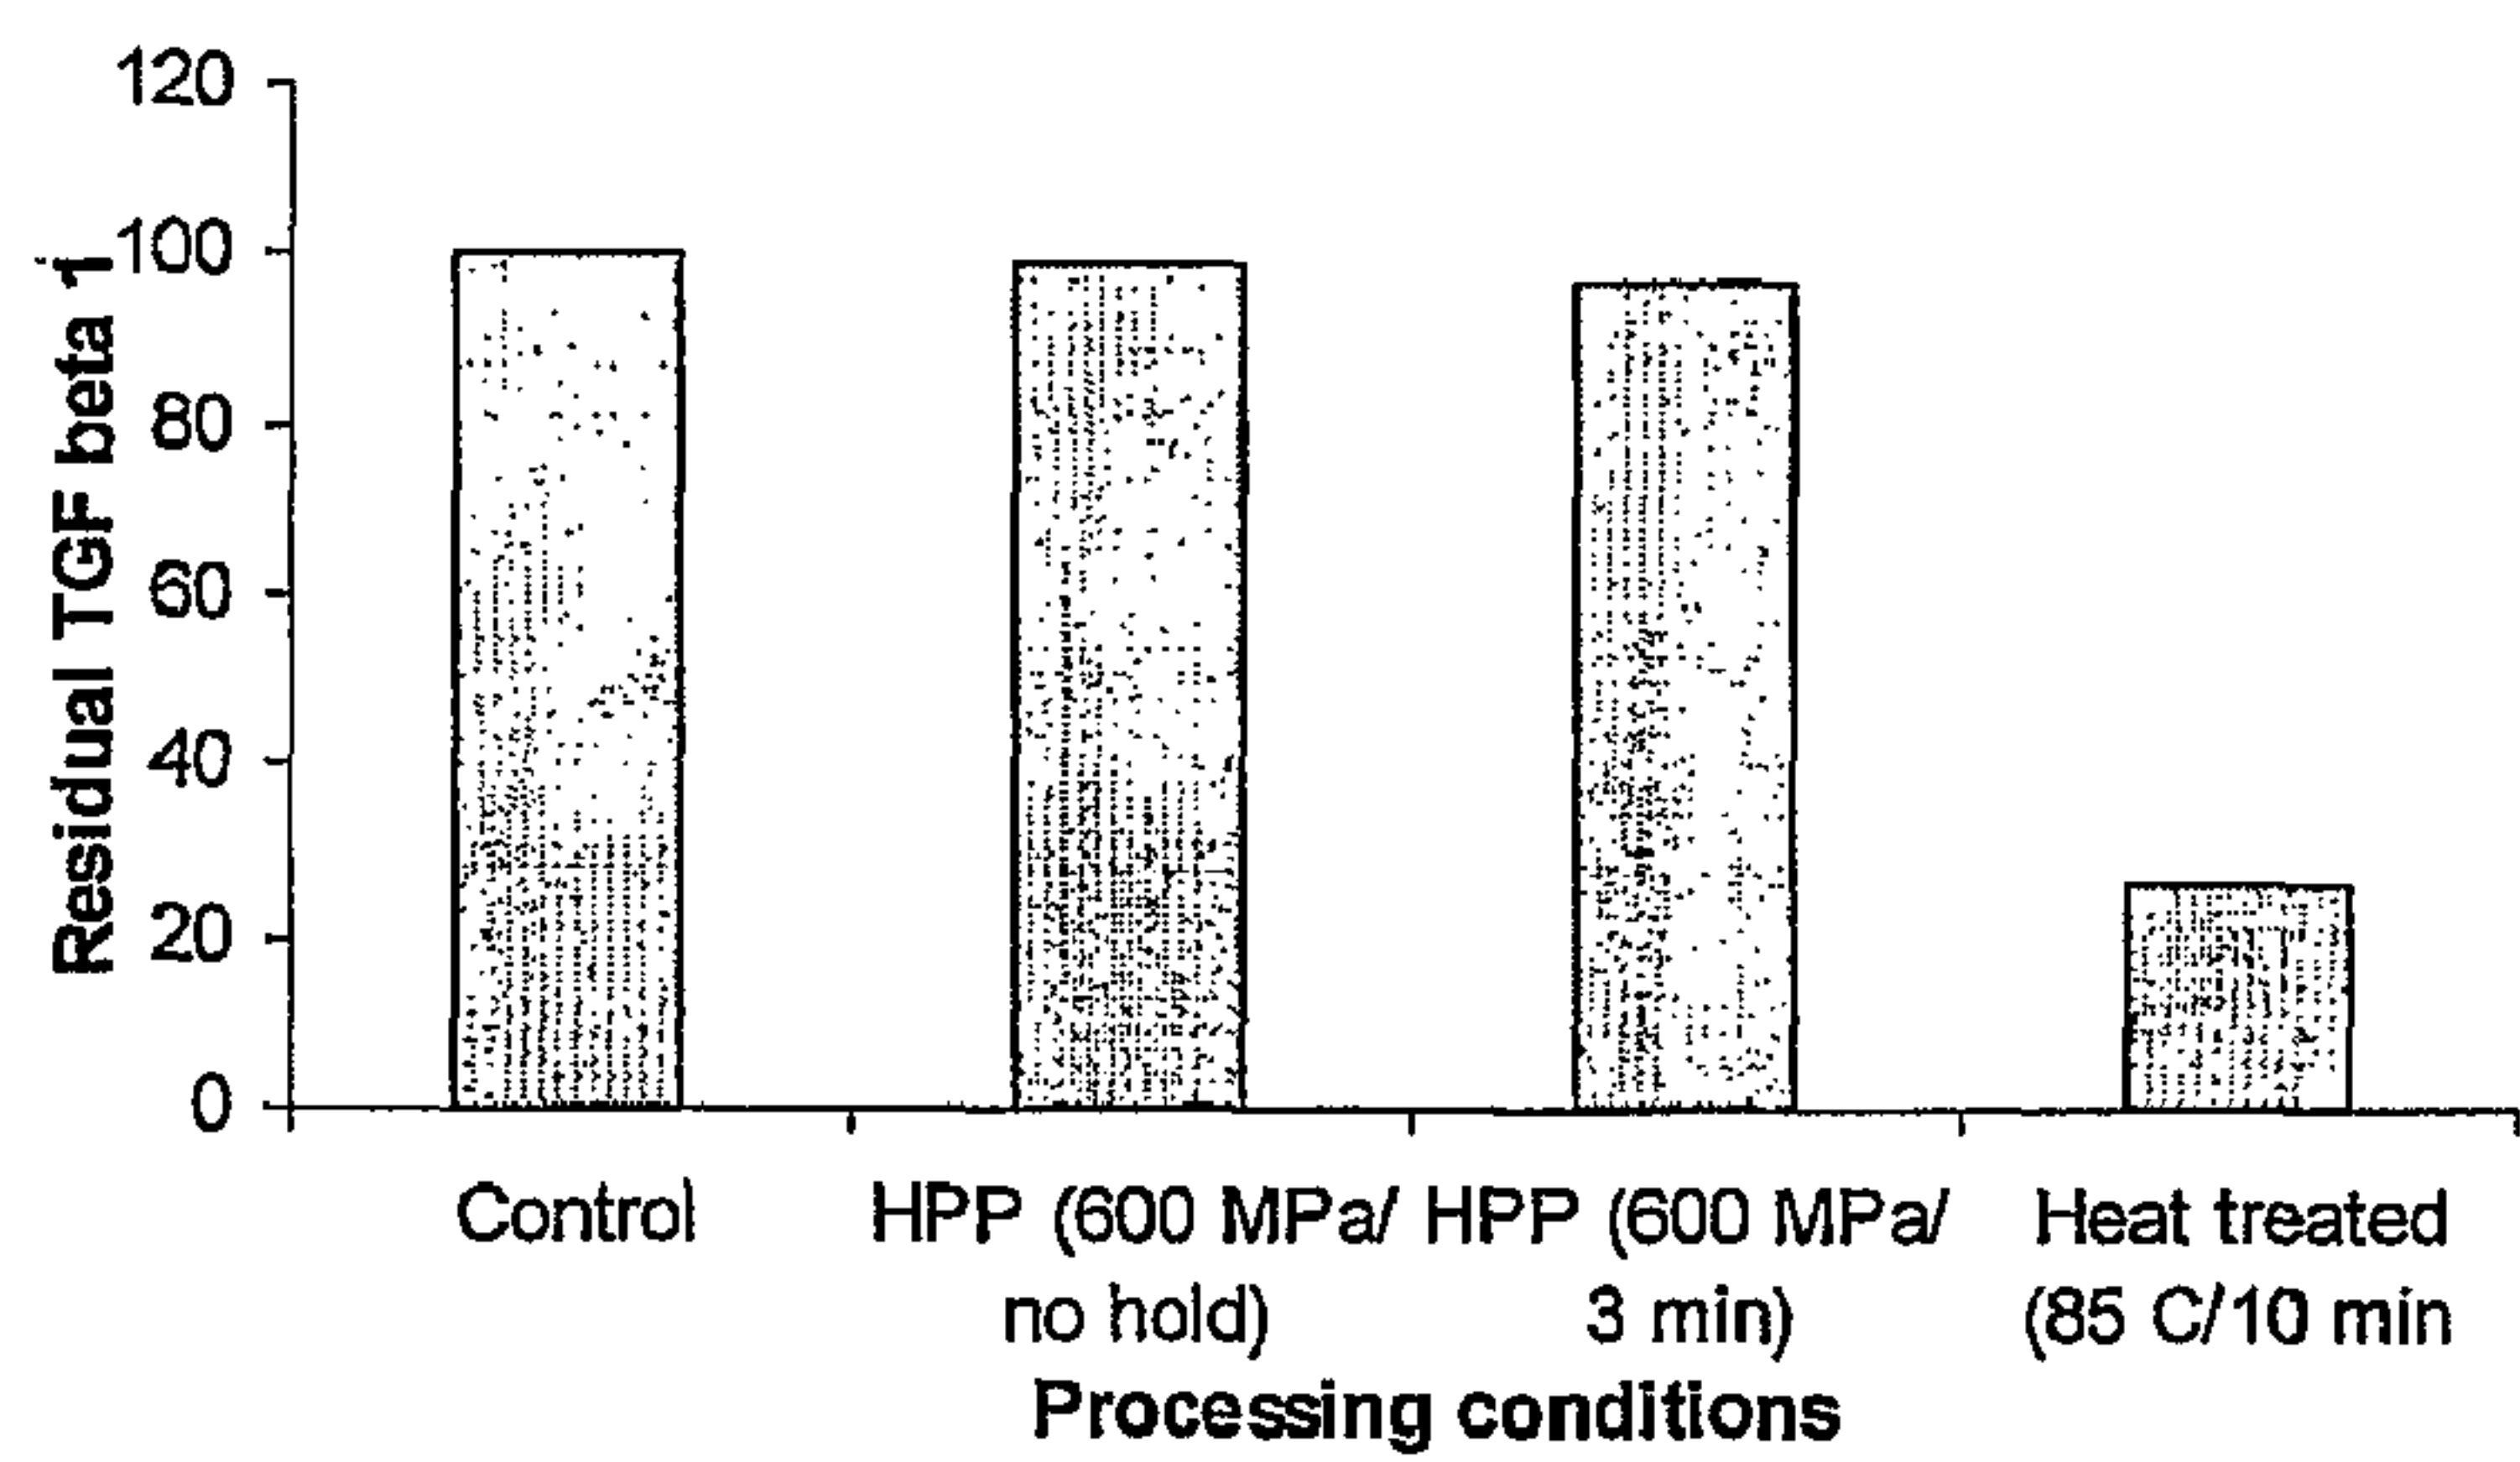 Residual TGF beta 1
120
100
80
60
40
20
0
Control
HPP (600 MPa/
no hold)
HPP (600 MPa/
3 min)
Heat treated
(85 C/10 min
Processing conditions